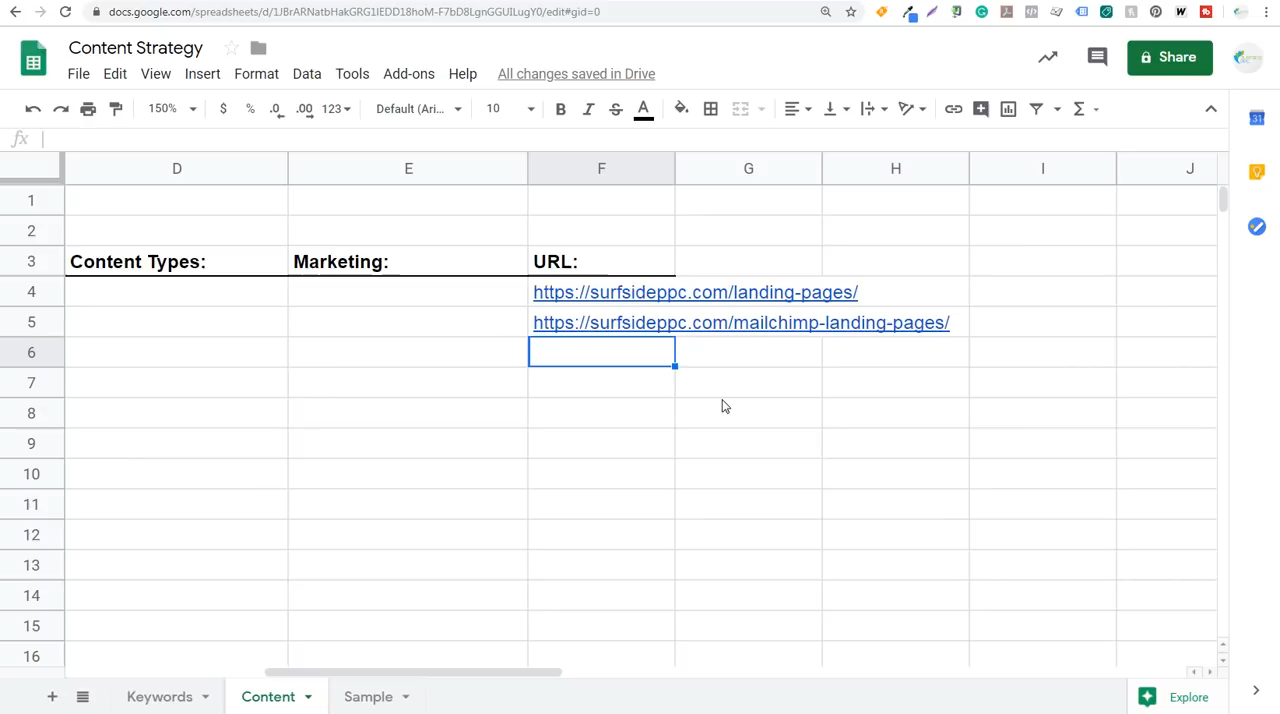 docs.google.com/spreadsheets/d/1JBrARNatbHakGRG1lEDD18hoM-F7bD8LgnGGUILugY0/edit#gid=0
Content Strategy
File Edit View Insert Format Data Tools Add-ons Help All changes saved in Drive
Share
150% $ % .0 .00 123 Default (Ari... 10 B I S A Σ
fx
31
D E F G H I J
1
2
3 Content Types: Marketing: URL:
4 https://surfsideppc.com/landing-pages/
5 https://surfsideppc.com/mailchimp-landing-pages/
6
7
8
9
10
11
12
13
14
15
16
Keywords Content Sample Explore